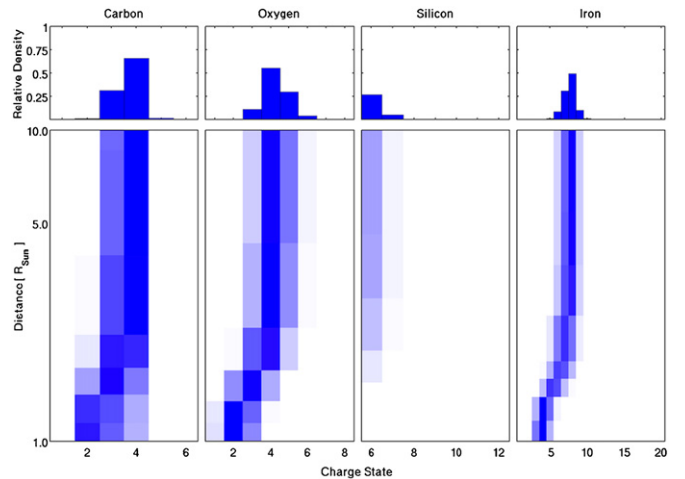 Carbon Oxygen Silicon Iron
Relative Density
1
0.75
0.5
0.25
Distance [ RSun ]
10.0
5.0
1.0
2 4 6 2 4 6 8 6 8 10 12 5 10 15 20
Charge State